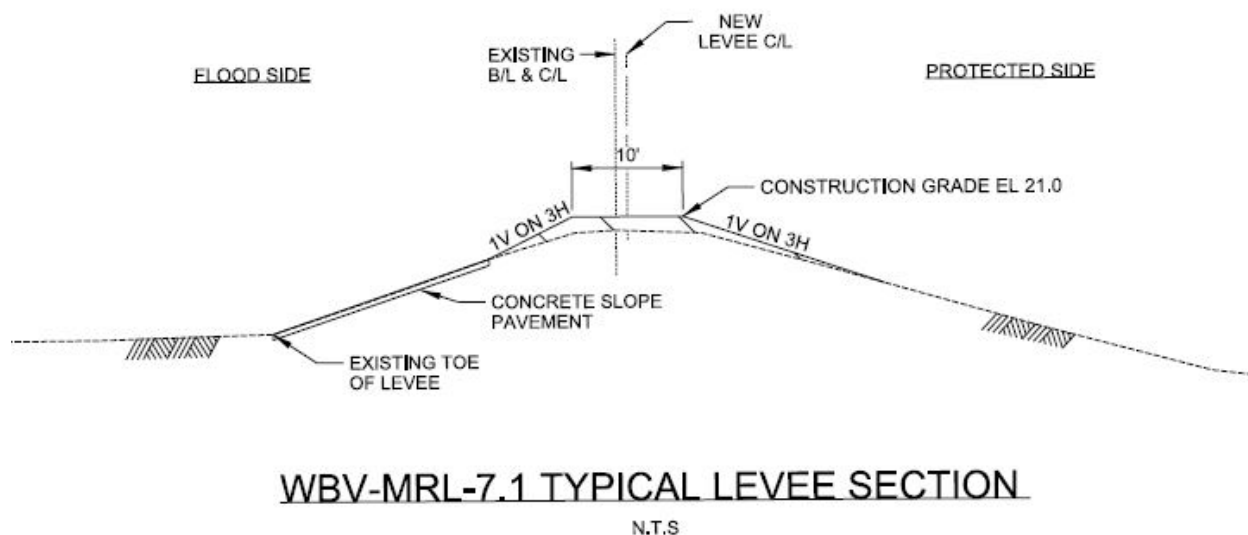 NEW
LEVEE C/L
EXISTING
B/L & C/L
FLOOD SIDE
PROTECTED SIDE
10'
CONSTRUCTION GRADE EL 21.0
1V ON 3H
1V ON 3H
CONCRETE SLOPE
PAVEMENT
EXISTING TOE
OF LEVEE
WBV-MRL-7.1 TYPICAL LEVEE SECTION
N.T.S